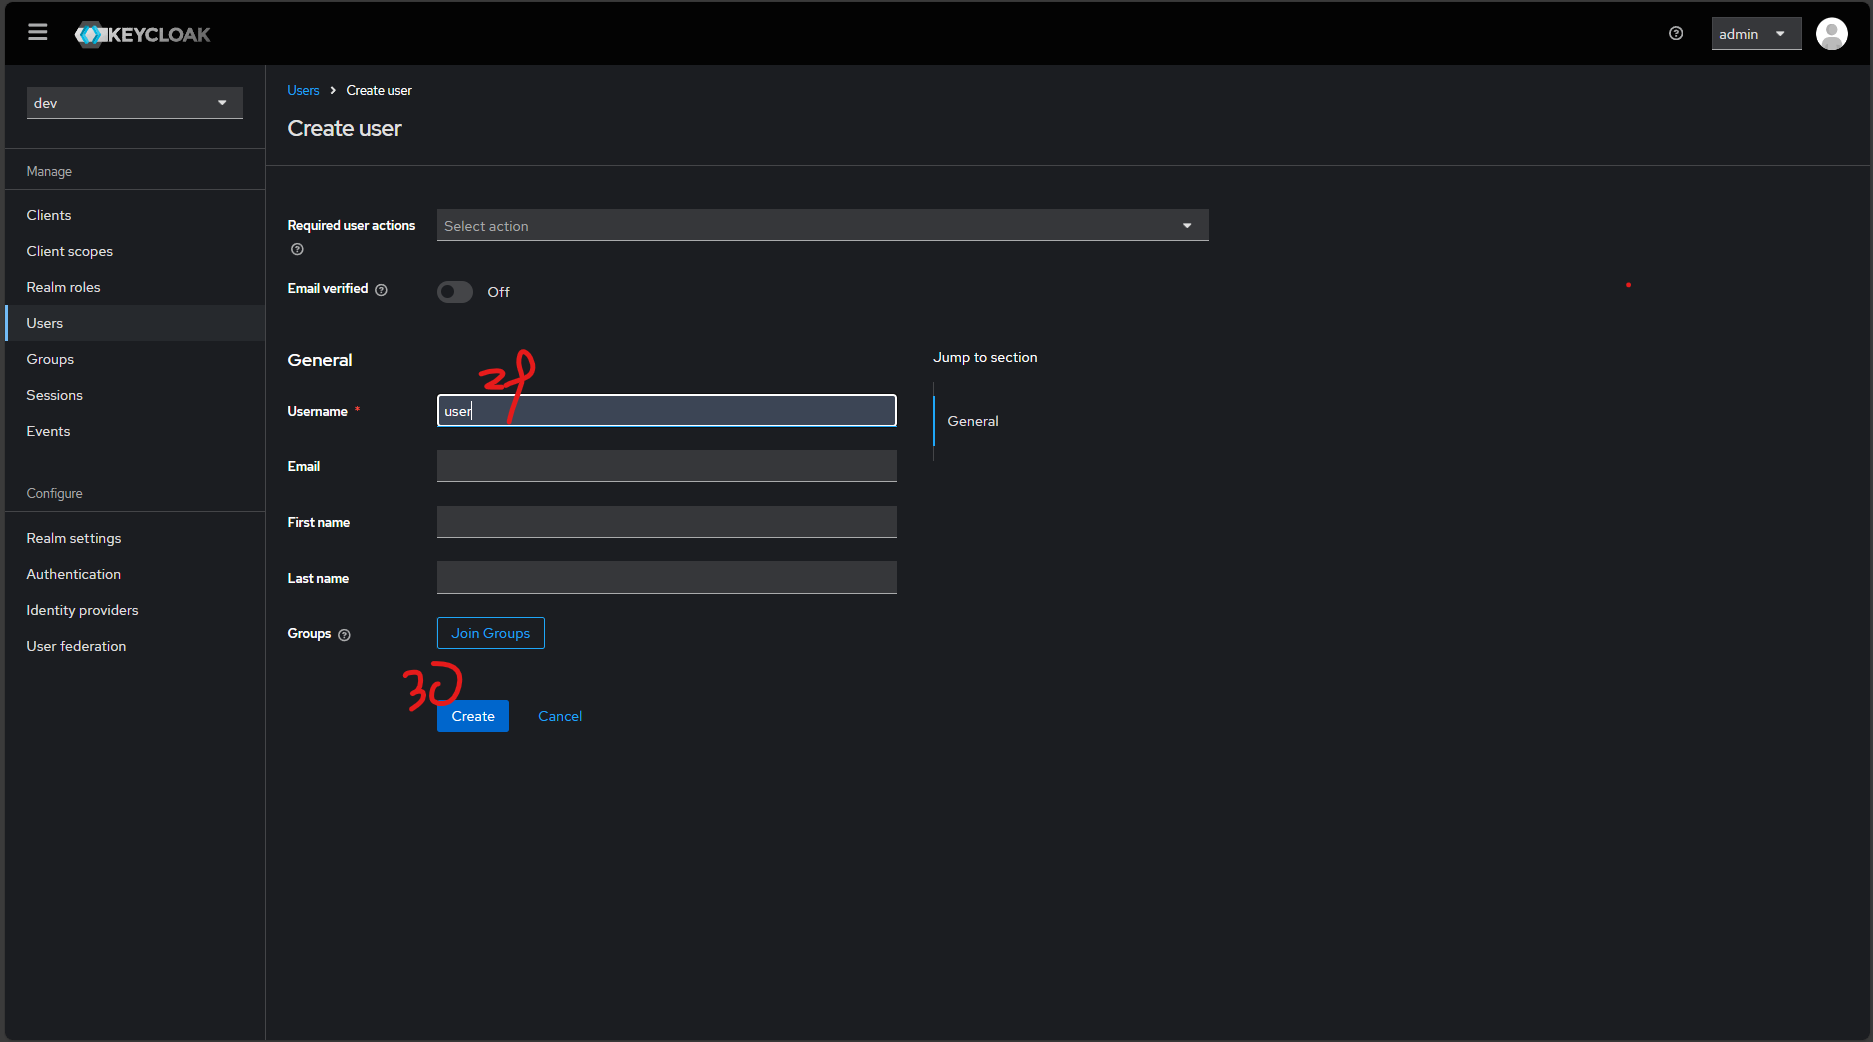 KEYCLOAK
admin
dev
Users > Create user
Create user
Manage
Clients
Client scopes
Realm roles
Users
Groups
Sessions
Events
Configure
Realm settings
Authentication
Identity providers
User federation
Required user actions
Select action
Email verified
Off
General
29
Username *
user
Email
First name
Last name
Groups
Join Groups
30
Create
Cancel
Jump to section
General